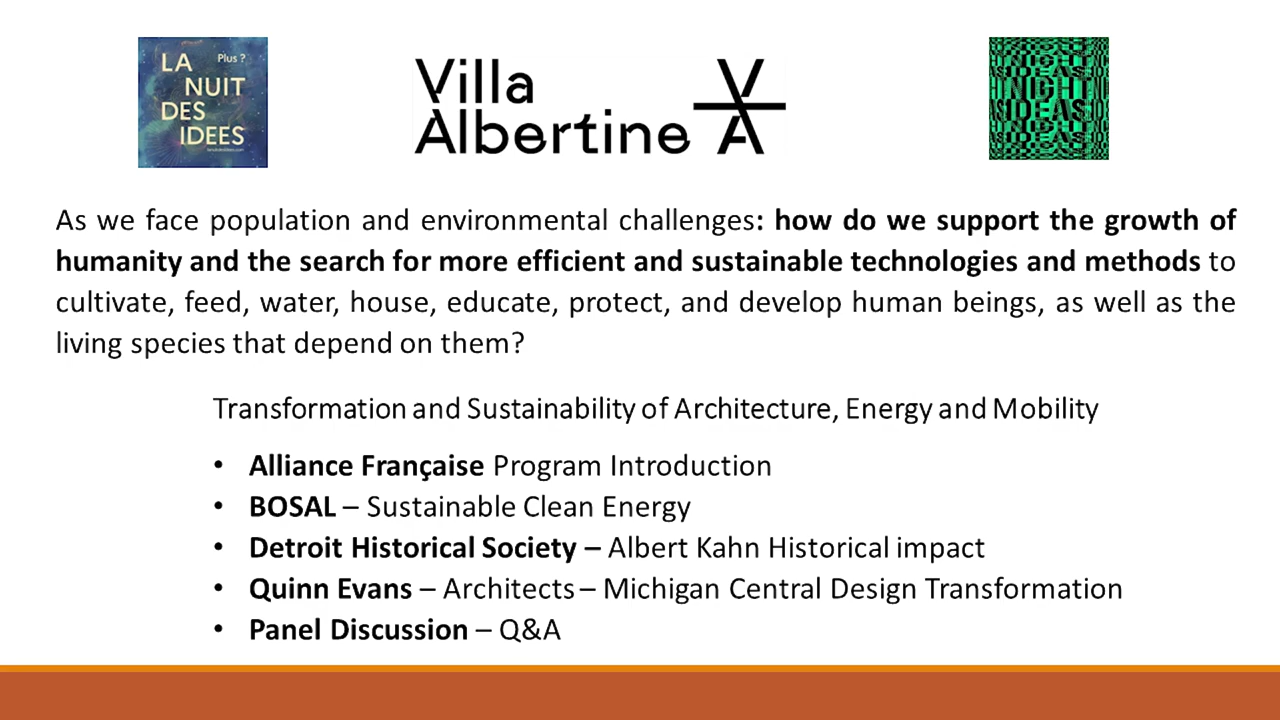 LA Plus ?
NUIT
DES
IDEES
Villa
Albertine
V
A
NIGHT
IDEAS
As we face population and environmental challenges: how do we support the growth of
humanity and the search for more efficient and sustainable technologies and methods to
cultivate, feed, water, house, educate, protect, and develop human beings, as well as the
living species that depend on them?
Transformation and Sustainability of Architecture, Energy and Mobility
• Alliance Française Program Introduction
• BOSAL – Sustainable Clean Energy
• Detroit Historical Society – Albert Kahn Historical impact
• Quinn Evans – Architects – Michigan Central Design Transformation
• Panel Discussion – Q&A